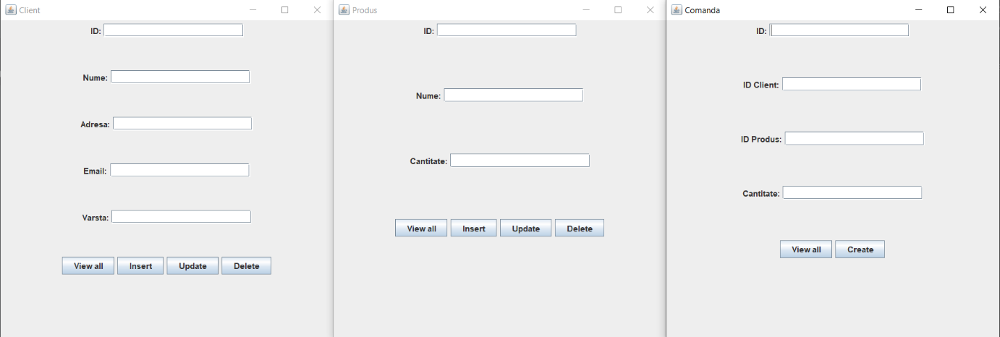 Client
ID:
Nume:
Adresa:
Email:
Varsta:
View all Insert Update Delete
Produs
ID:
Nume:
Cantitate:
View all Insert Update Delete
Comanda
ID:
ID Client:
ID Produs:
Cantitate:
View all Create